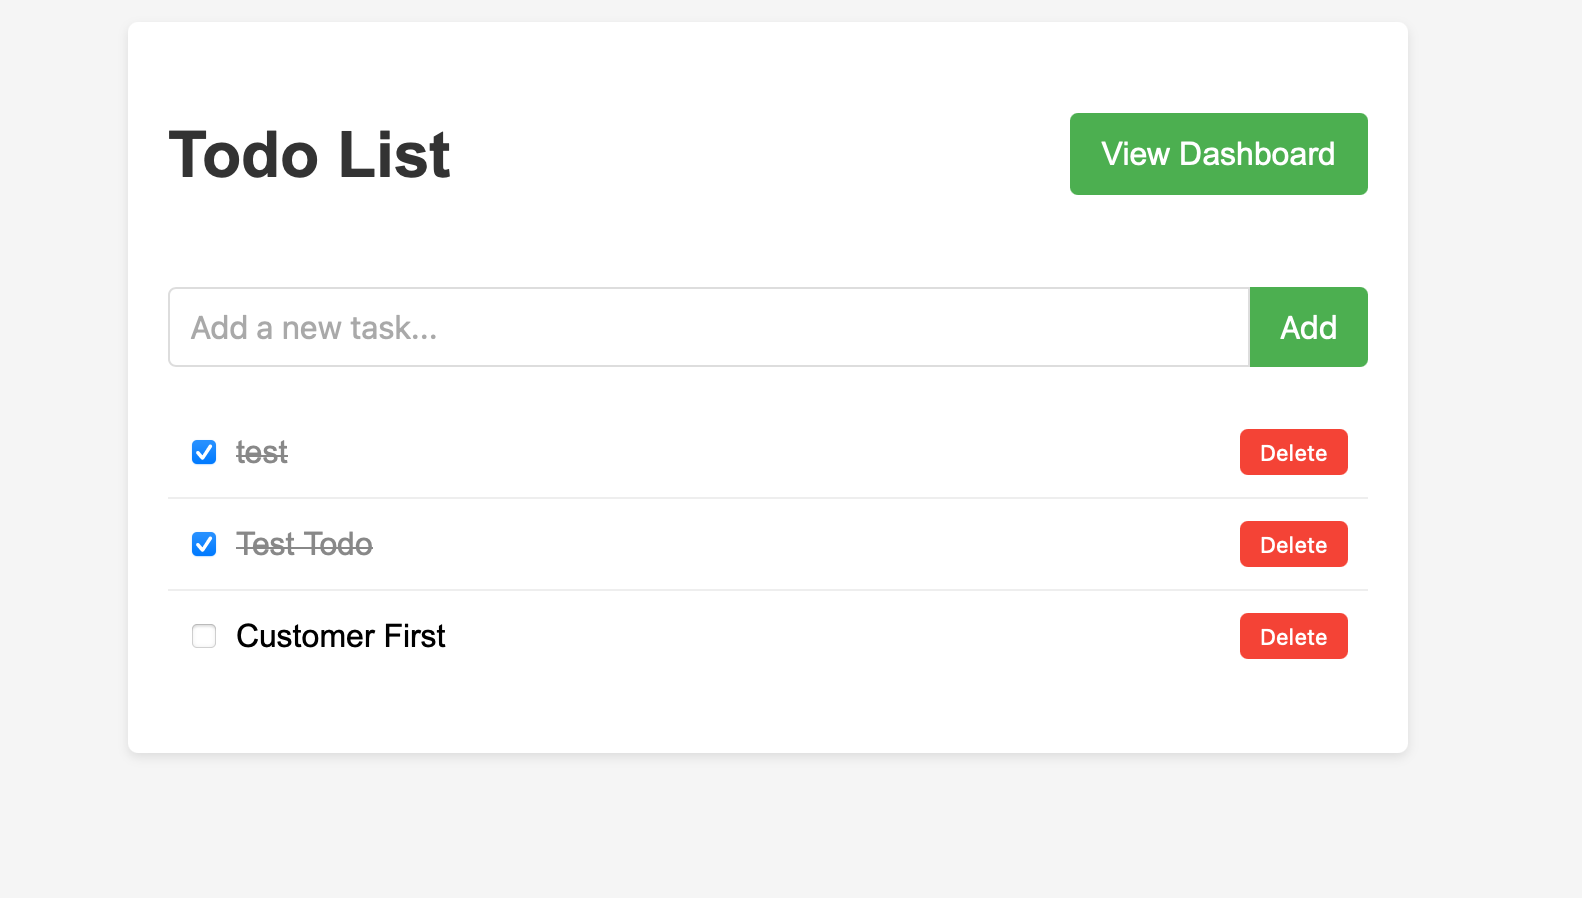 Todo List
View Dashboard
Add a new task...
Add
test
Delete
Test Todo
Delete
Customer First
Delete